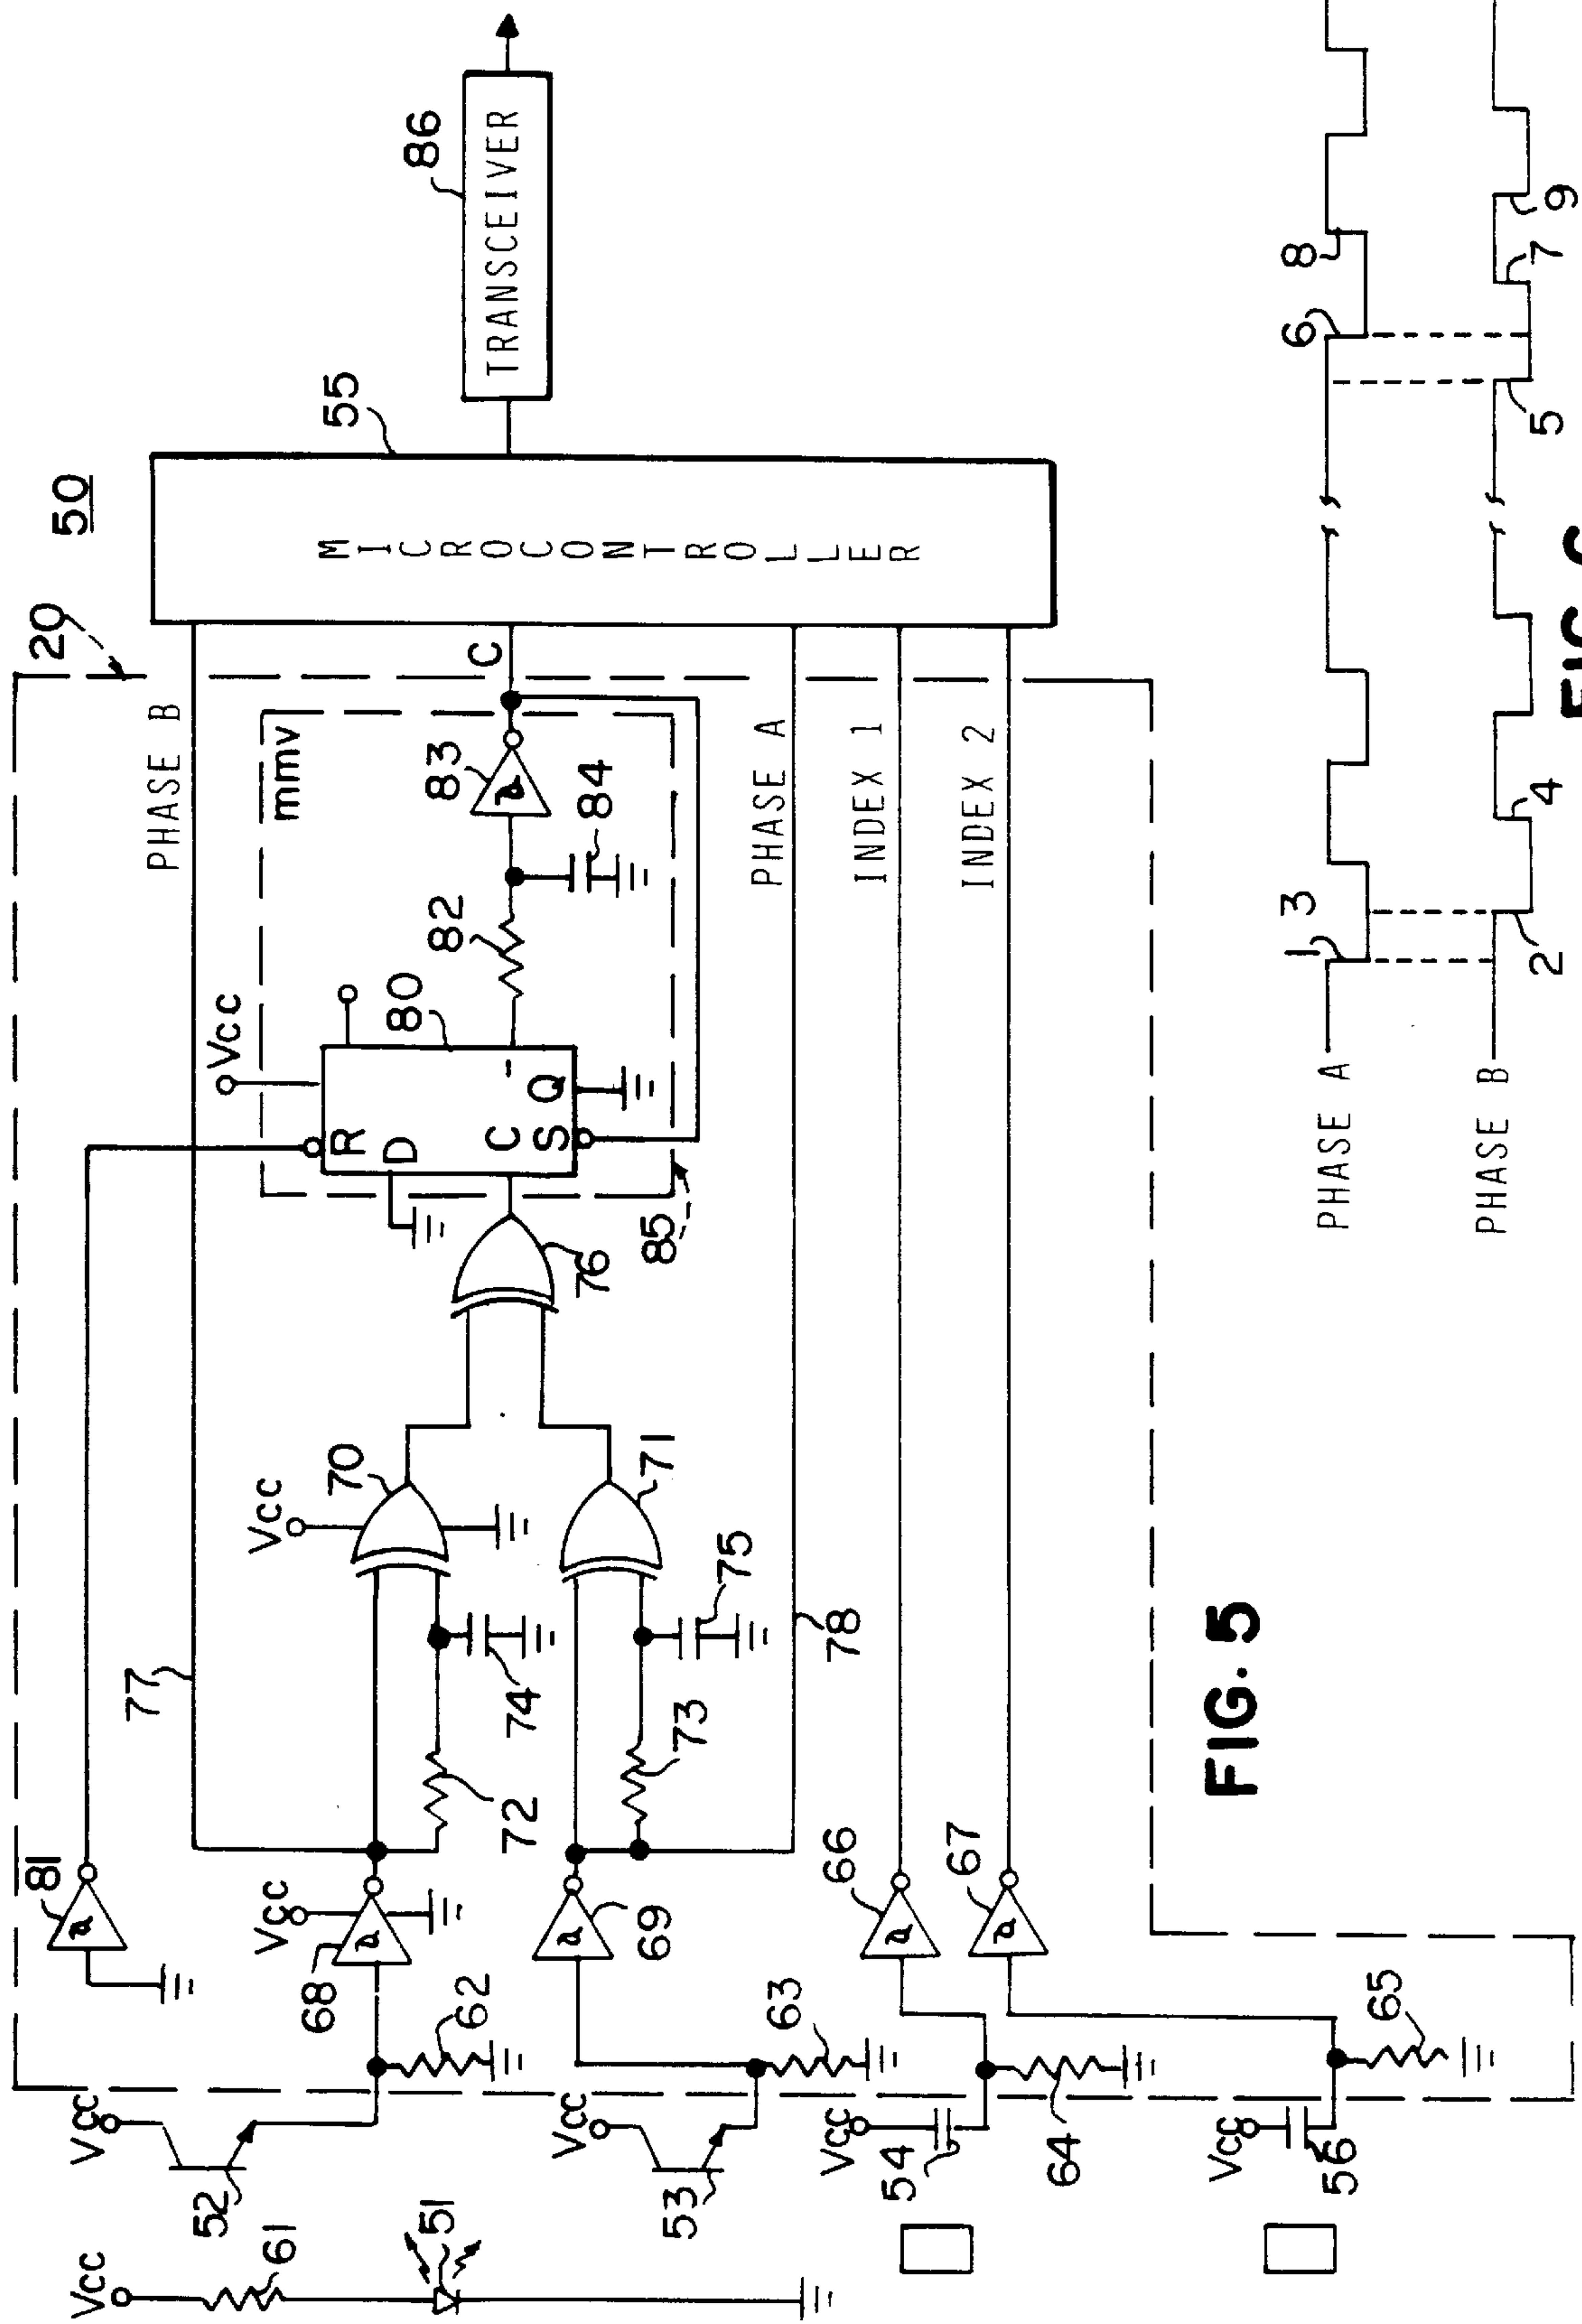 50
20
55
86
TRANSCEIVER
MICROCONTROLLER
PHASE B
C
mmv
83
84
82
80
Vcc
R
D
C
S
Q
85
76
PHASE A
INDEX 1
INDEX 2
77
70
Vcc
71
74
75
72
73
78
81
Vcc
68
69
66
67
62
63
64
65
Vcc
52
Vcc
53
Vcc
54
Vcc
56
Vcc
61
51
FIG. 5
PHASE A
1
3
6
8
PHASE B
2
4
5
7
9